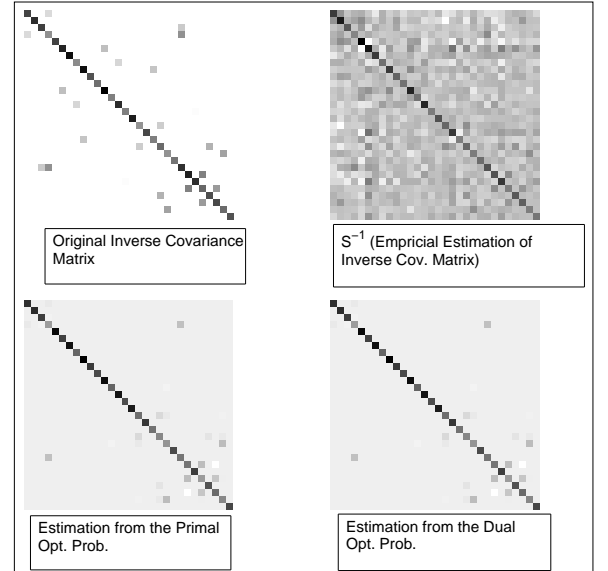 Original Inverse Covariance
Matrix
S⁻¹ (Empricial Estimation of
Inverse Cov. Matrix)
Estimation from the Primal
Opt. Prob.
Estimation from the Dual
Opt. Prob.